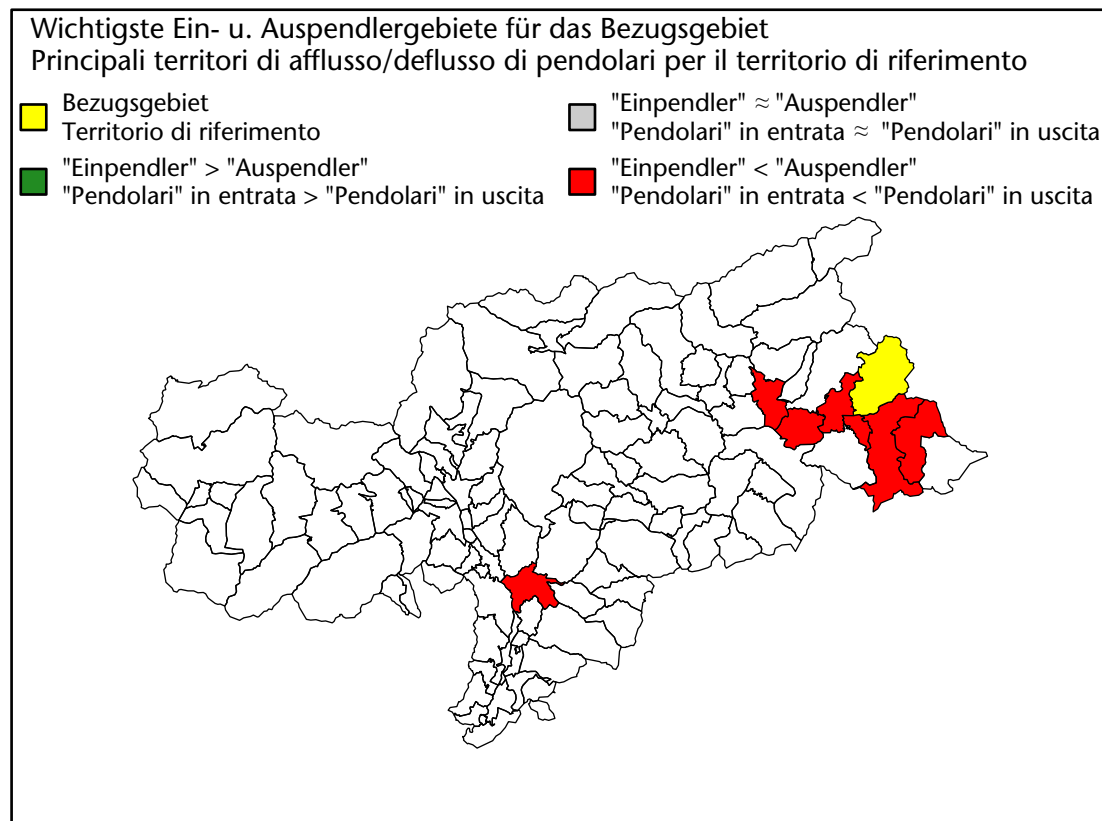 Wichtigste Ein- u. Auspendlergebiete für das Bezugsgebiet
Principali territori di afflusso/deflusso di pendolari per il territorio di riferimento
Bezugsgebiet
Territorio di riferimento
"Einpendler" > "Auspendler"
"Pendolari" in entrata > "Pendolari" in uscita
"Einpendler" ≈ "Auspendler"
"Pendolari" in entrata ≈ "Pendolari" in uscita
"Einpendler" < "Auspendler"
"Pendolari" in entrata < "Pendolari" in uscita